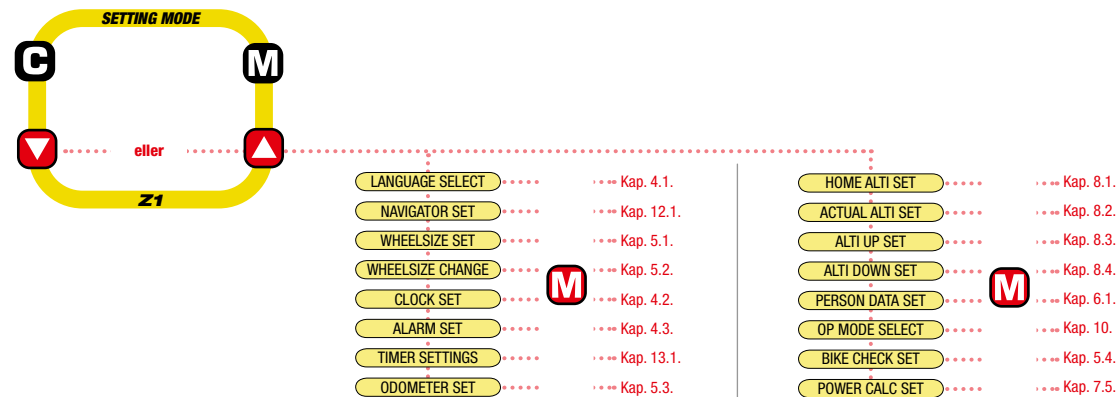 SETTING MODE
C M
eller
Z1
LANGUAGE SELECT Kap. 4.1.
NAVIGATOR SET Kap. 12.1.
WHEELSIZE SET Kap. 5.1.
WHEELSIZE CHANGE Kap. 5.2.
M
CLOCK SET Kap. 4.2.
ALARM SET Kap. 4.3.
TIMER SETTINGS Kap. 13.1.
ODOMETER SET Kap. 5.3.
HOME ALTI SET Kap. 8.1.
ACTUAL ALTI SET Kap. 8.2.
ALTI UP SET Kap. 8.3.
ALTI DOWN SET Kap. 8.4.
M
PERSON DATA SET Kap. 6.1.
OP MODE SELECT Kap. 10.
BIKE CHECK SET Kap. 5.4.
POWER CALC SET Kap. 7.5.